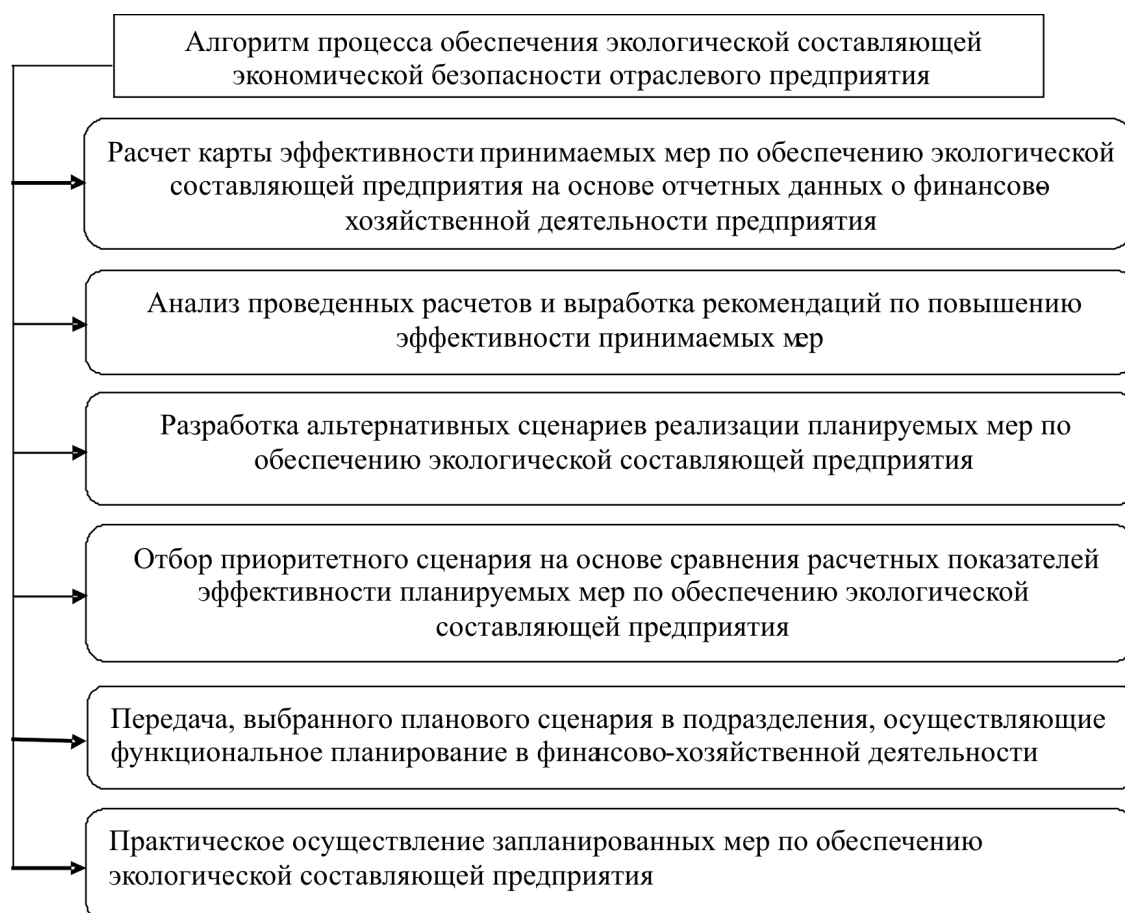 Алгоритм процесса обеспечения экологической составляющей
экономической безопасности отраслевого предприятия
Расчет карты эффективности принимаемых мер по обеспечению экологической
составляющей предприятия на основе отчетных данных о финансово-
хозяйственной деятельности предприятия
Анализ проведенных расчетов и выработка рекомендаций по повышению
эффективности принимаемых мер
Разработка альтернативных сценариев реализации планируемых мер по
обеспечению экологической составляющей предприятия
Отбор приоритетного сценария на основе сравнения расчетных показателей
эффективности планируемых мер по обеспечению экологической
составляющей предприятия
Передача, выбранного планового сценария в подразделения, осуществляющие
функциональное планирование в финансово-хозяйственной деятельности
Практическое осуществление запланированных мер по обеспечению
экологической составляющей предприятия